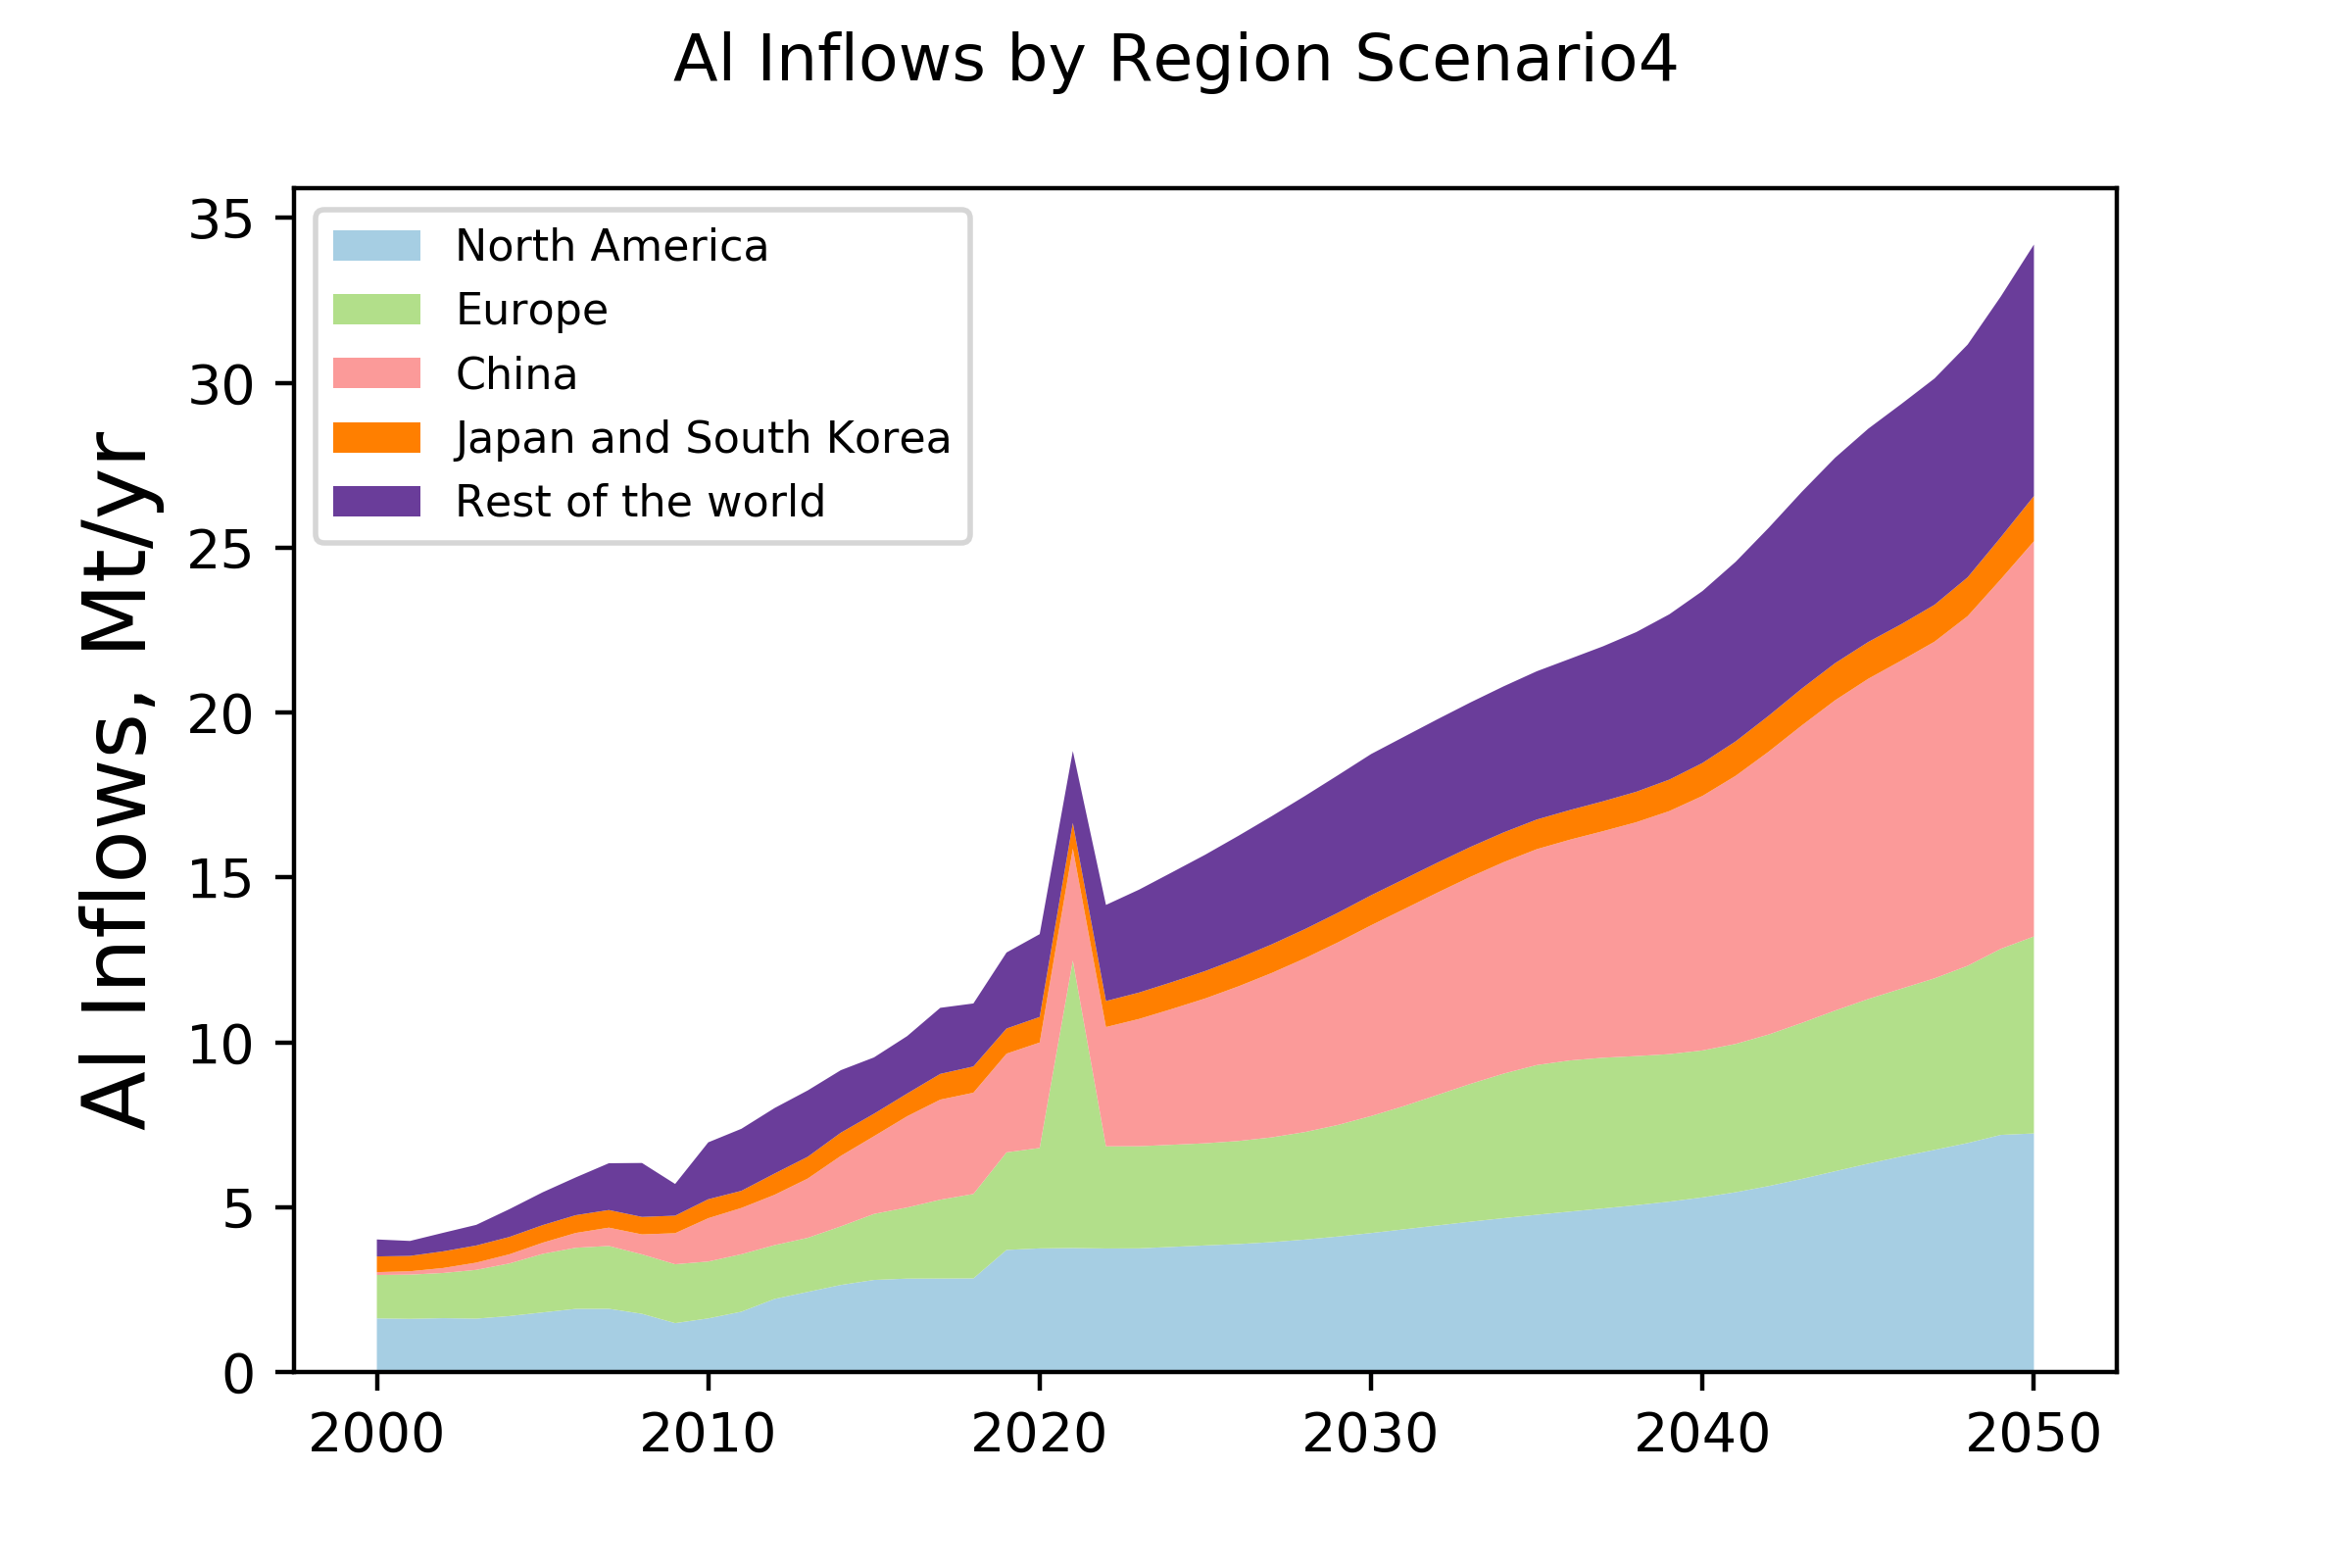 Al Inflows by Region Scenario4
Al Inflows, Mt/yr
35
30
25
20
15
10
5
0
North America
Europe
China
Japan and South Korea
Rest of the world
2000 2010 2020 2030 2040 2050